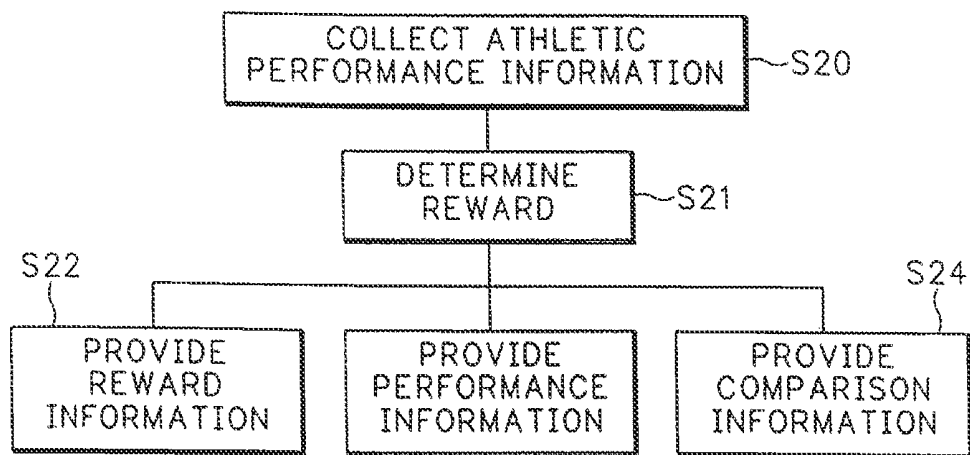 COLLECT ATHLETIC
PERFORMANCE INFORMATION
S20
DETERMINE
REWARD
S21
S22
S24
PROVIDE
REWARD
INFORMATION
PROVIDE
PERFORMANCE
INFORMATION
PROVIDE
COMPARISON
INFORMATION